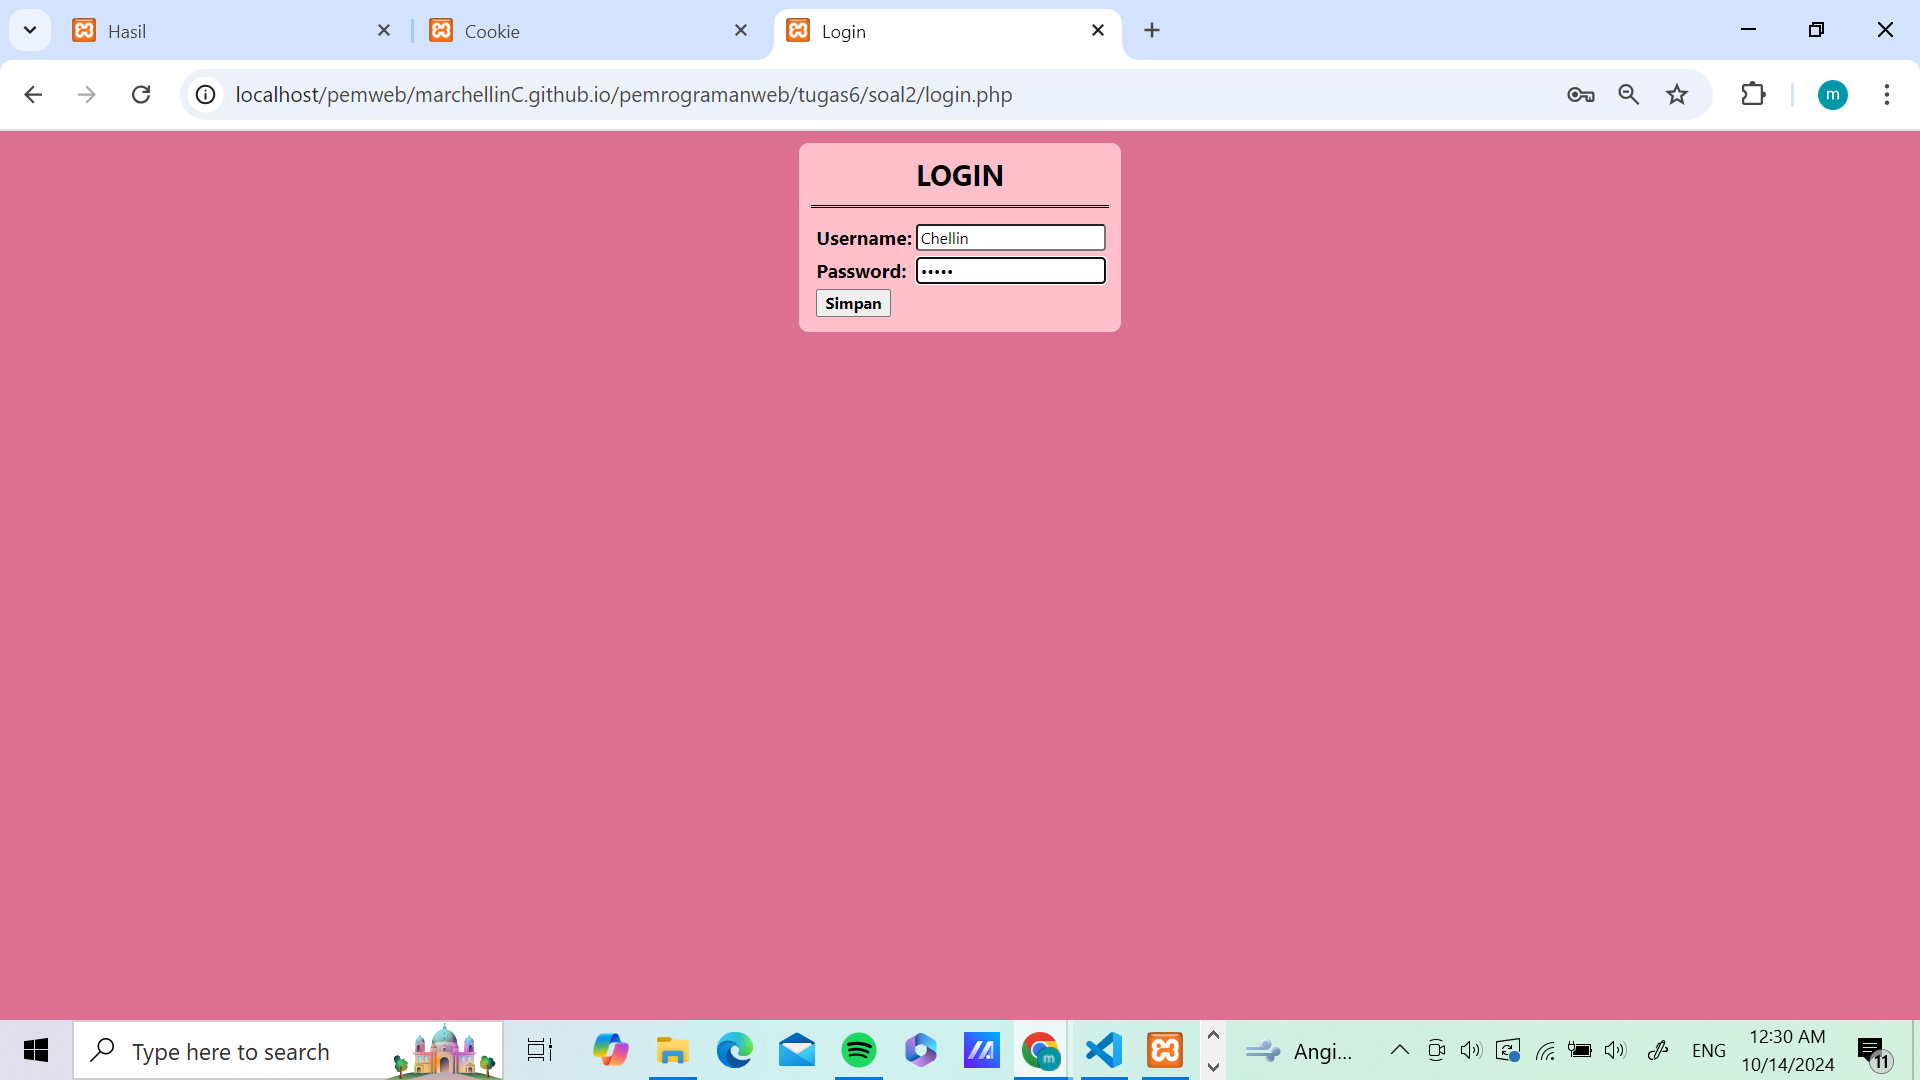 Hasil
Cookie
Login
localhost/pemweb/marchellinC.github.io/pemrogramanweb/tugas6/soal2/login.php
m
LOGIN
Username: Chellin
Password: •••••
Simpan
Type here to search
m
Angi...
ENG
12:30 AM
10/14/2024
11